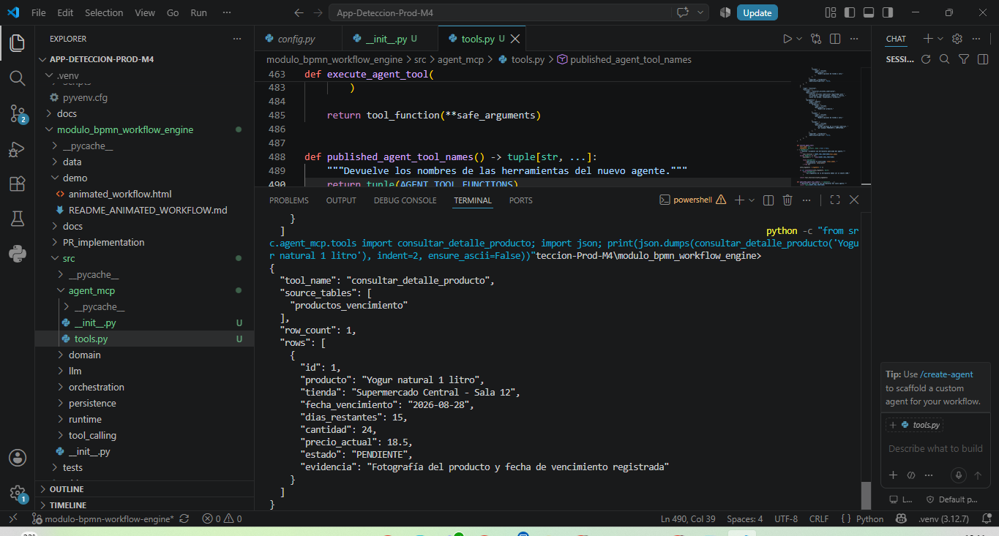 File Edit Selection View Go Run ···
App-Deteccion-Prod-M4
Update
EXPLORER ···
APP-DETECCION-PROD-M4
.venv
pyvenv.cfg
docs
modulo_bpmn_workflow_engine
__pycache__
data
demo
animated_workflow.html
README_ANIMATED_WORKFLOW.md
docs
PR_implementation
src
__pycache__
agent_mcp
__pycache__
__init__.py U
tools.py U
domain
llm
orchestration
persistence
runtime
tool_calling
__init__.py
tests
OUTLINE
TIMELINE
2
1
config.py
__init__.py U
tools.py U
modulo_bpmn_workflow_engine > src > agent_mcp > tools.py > published_agent_tool_names
463 def execute_agent_tool(
483 )
484
485 return tool_function(**safe_arguments)
486
487
488 def published_agent_tool_names() -> tuple[str, ...]:
489 """Devuelve los nombres de las herramientas del nuevo agente."""
490 return tuple(AGENT_TOOL_FUNCTIONS)
PROBLEMS OUTPUT DEBUG CONSOLE TERMINAL PORTS
powershell
}
] python -c "from sr
c.agent_mcp.tools import consultar_detalle_producto; import json; print(json.dumps(consultar_detalle_producto('Yogu
r natural 1 litro'), indent=2, ensure_ascii=False))"teccion-Prod-M4\modulo_bpmn_workflow_engine>
{
"tool_name": "consultar_detalle_producto",
"source_tables": [
"productos_vencimiento"
],
"row_count": 1,
"rows": [
{
"id": 1,
"producto": "Yogur natural 1 litro",
"tienda": "Supermercado Central - Sala 12",
"fecha_vencimiento": "2026-08-28",
"dias_restantes": 15,
"cantidad": 24,
"precio_actual": 18.5,
"estado": "PENDIENTE",
"evidencia": "Fotografía del producto y fecha de vencimiento registrada"
}
]
}
CHAT
SESSI...
Tip: Use /create-agent
to scaffold a custom
agent for your workflow.
tools.py
Describe what to build
L... Default p...
modulo-bpmn-workflow-engine* 0 0 Ln 490, Col 39 Spaces: 4 UTF-8 CRLF { } Python .venv (3.12.7)